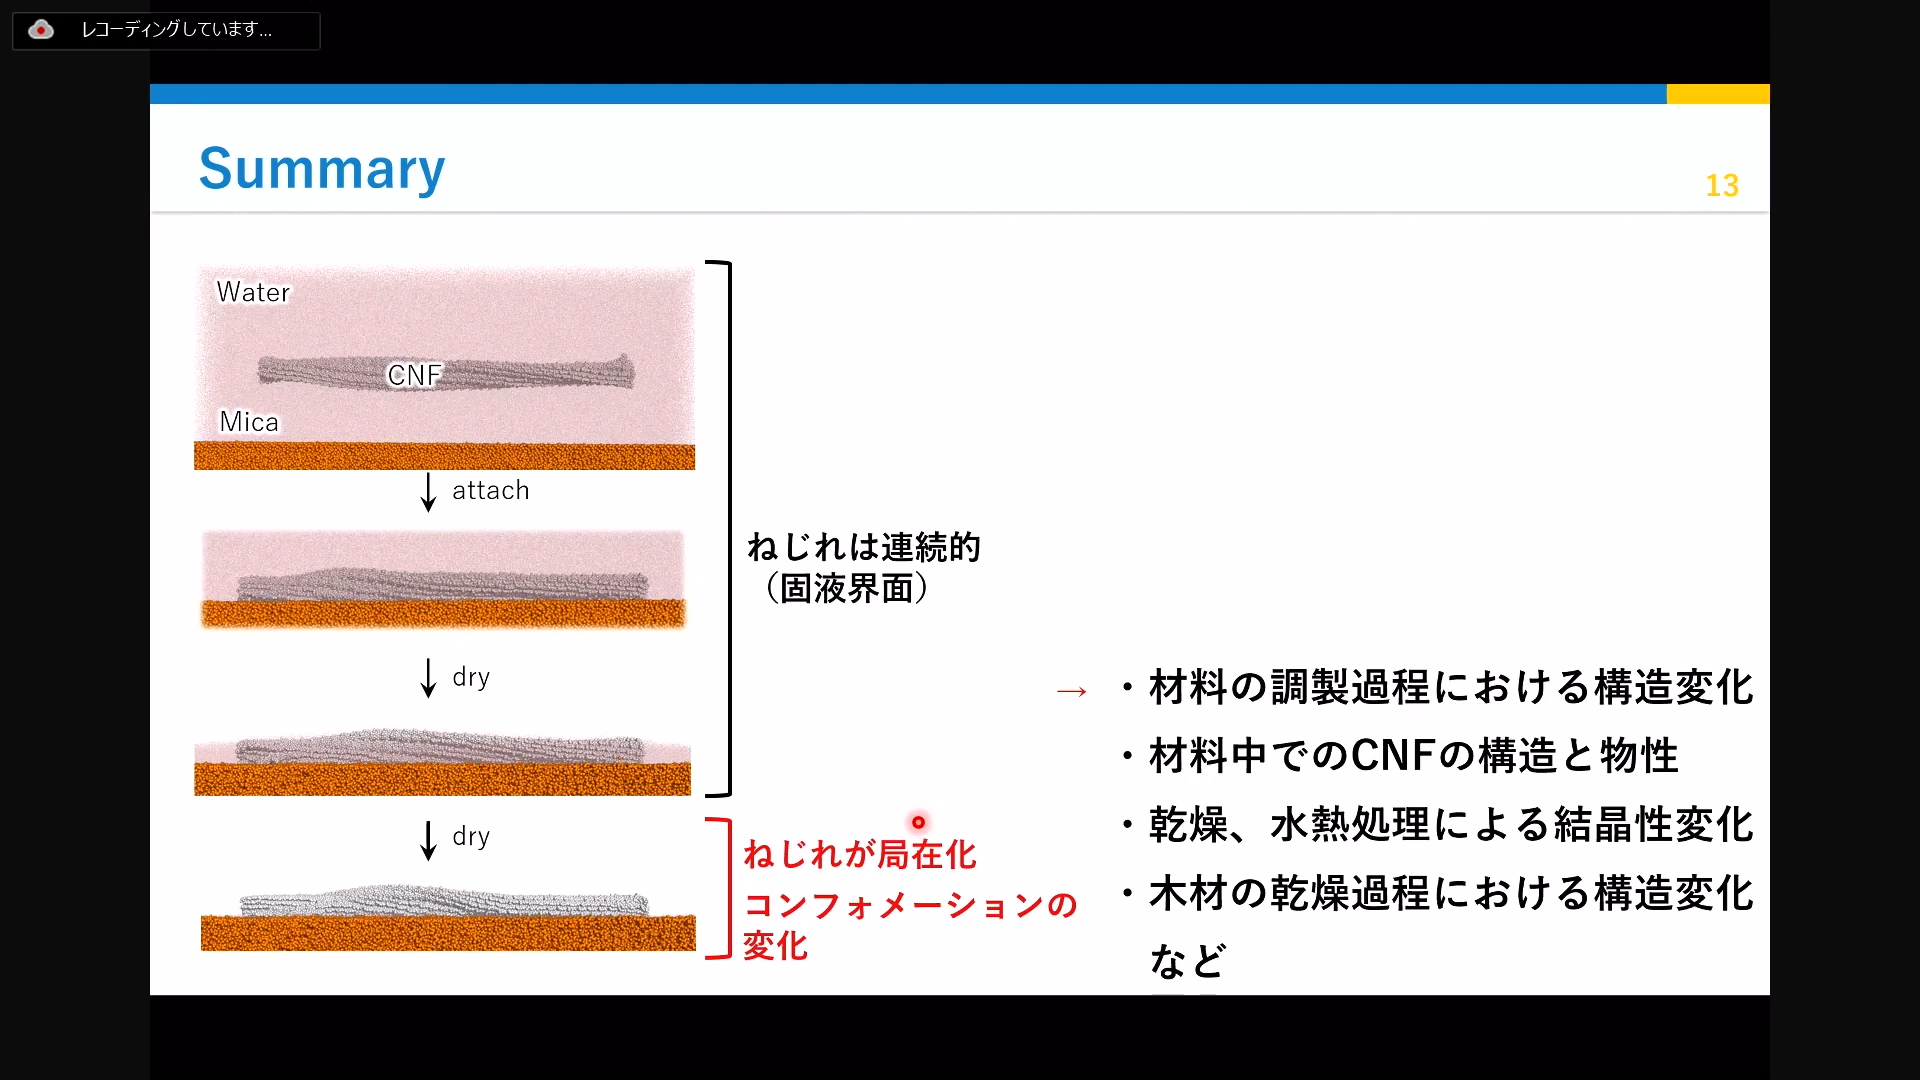 レコーディングしています...
Summary
13
Water
CNF
Mica
attach
dry
dry
ねじれは連続的
（固液界面）
ねじれが局在化
コンフォメーションの
変化
→ ・材料の調製過程における構造変化
・材料中でのCNFの構造と物性
・乾燥、水熱処理による結晶性変化
・木材の乾燥過程における構造変化
など